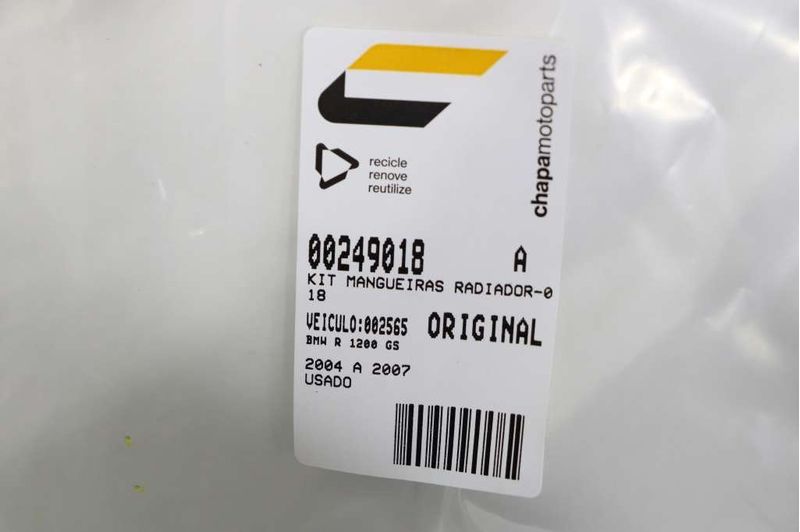 chapamotoparts
recicle
renove
reutilize
00249018 A
KIT MANGUEIRAS RADIADOR-0
18
VEICULO:002565 ORIGINAL
BMW R 1200 GS
2004 A 2007
USADO